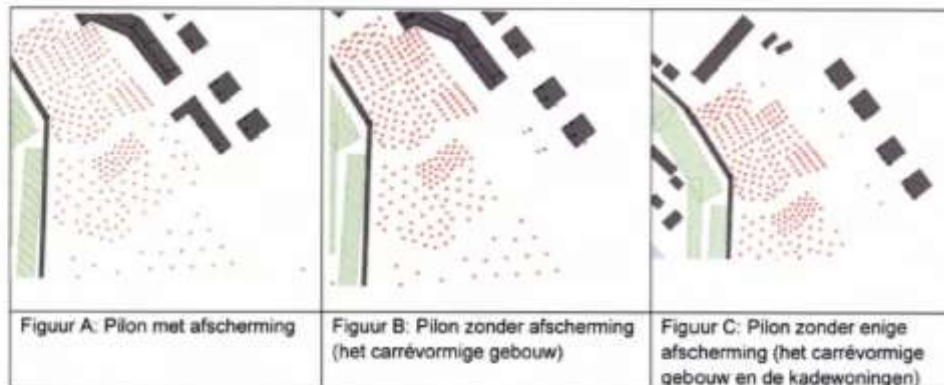 Figuur A: Pilon met afscherming
Figuur B: Pilon zonder afscherming
(het carrévormige gebouw)
Figuur C: Pilon zonder enige
afscherming (het carrévormige
gebouw en de kadewoningen)